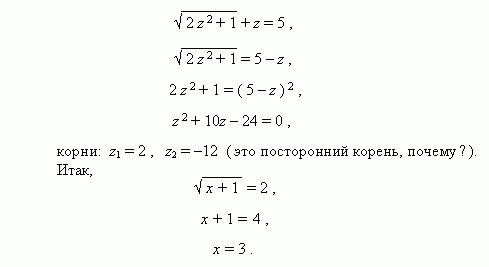 √2z²+1 + z = 5 ,
√2z²+1 = 5 – z ,
2z²+1 = ( 5 – z )² ,
z²+10z – 24 = 0 ,
корни: z₁ = 2 , z₂ = –12 ( это посторонний корень, почему ? ).
Итак,
√x+1 = 2 ,
x + 1 = 4 ,
x = 3 .